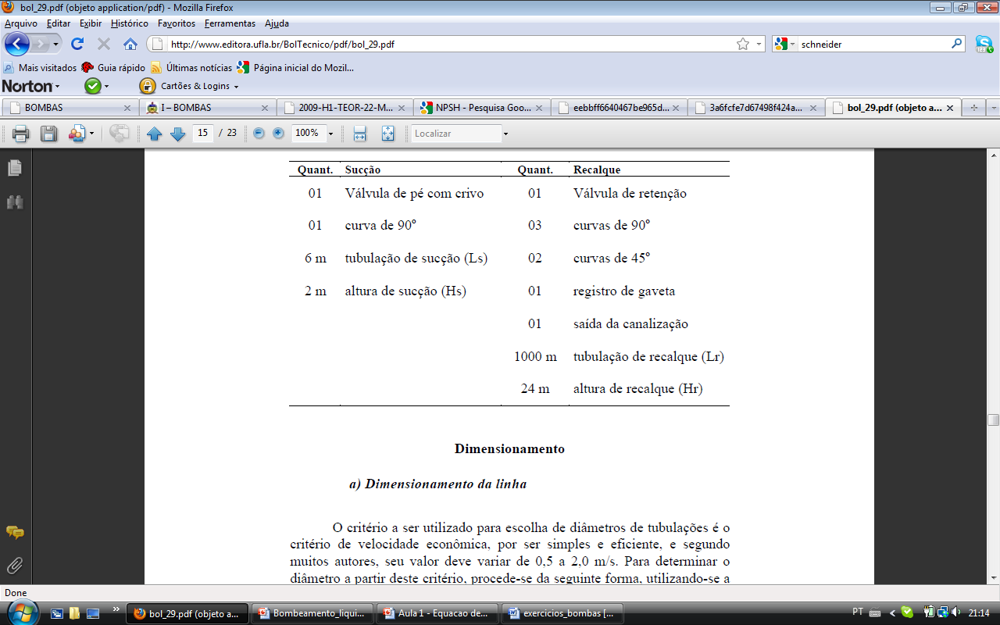 bol_29.pdf (objeto application/pdf) - Mozilla Firefox
Arquivo Editar Exibir Histórico Favoritos Ferramentas Ajuda
http://www.editora.ufla.br/BolTecnico/pdf/bol_29.pdf
schneider
Mais visitados Guia rápido Últimas notícias Página inicial do Mozil...
Norton Cartões & Logins
BOMBAS I – BOMBAS 2009-H1-TEOR-22-M... NPSH - Pesquisa Goo... eebbff6640467be965d... 3a6fcfe7d67498f424a... bol_29.pdf (objeto a...
15 / 23 100% Localizar
Quant. Sucção Quant. Recalque
01 Válvula de pé com crivo 01 Válvula de retenção
01 curva de 90° 03 curvas de 90°
6 m tubulação de sucção (Ls) 02 curvas de 45°
2 m altura de sucção (Hs) 01 registro de gaveta
01 saída da canalização
1000 m tubulação de recalque (Lr)
24 m altura de recalque (Hr)
Dimensionamento
a) Dimensionamento da linha
O critério a ser utilizado para escolha de diâmetros de tubulações é o
critério de velocidade econômica, por ser simples e eficiente, e segundo
muitos autores, seu valor deve variar de 0,5 a 2,0 m/s. Para determinar o
diâmetro a partir deste critério, procede-se da seguinte forma, utilizando-se a
Done
bol_29.pdf (objeto a... Bombeamento_liqui... Aula 1 - Equacao de... exercicios_bombas [... PT 21:14